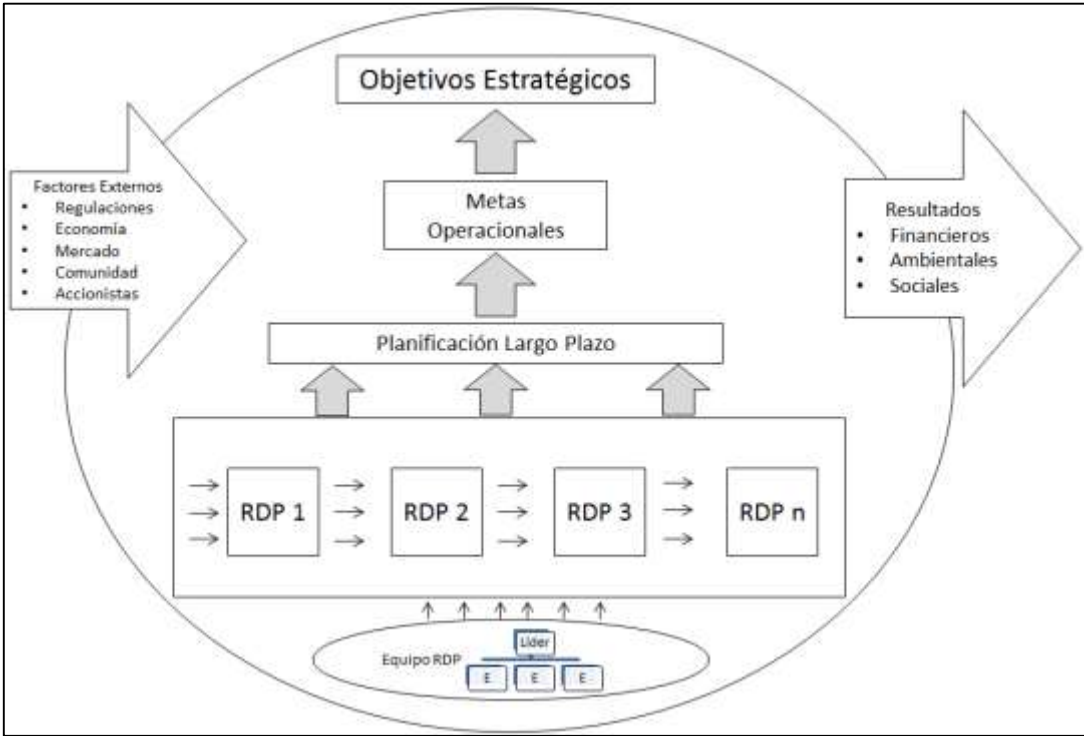 Objetivos Estratégicos
Factores Externos
• Regulaciones
• Economía
• Mercado
• Comunidad
• Accionistas
Metas
Operacionales
Resultados
• Financieros
• Ambientales
• Sociales
Planificación Largo Plazo
RDP 1
RDP 2
RDP 3
RDP n
Líder
Equipo RDP
E
E
E